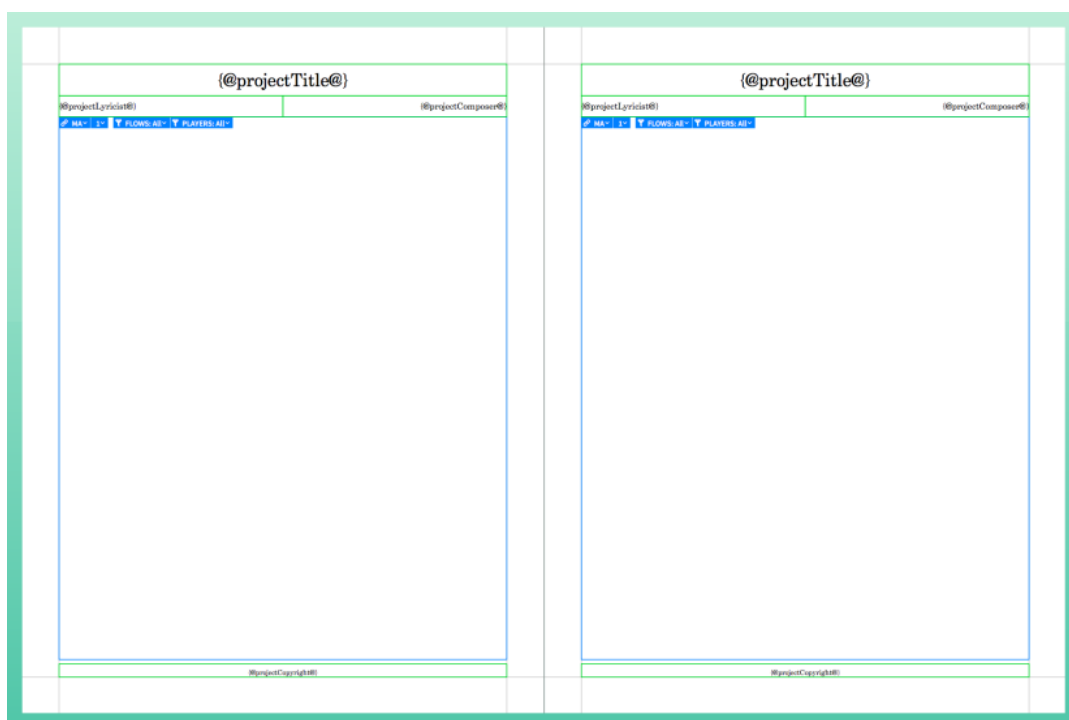 {@projectTitle@}
{@projectLyricist@} {@projectComposer@}
MA 1 FLOWS: All PLAYERS: All
{@projectCopyright@}
{@projectTitle@}
{@projectLyricist@} {@projectComposer@}
MA 1 FLOWS: All PLAYERS: All
{@projectCopyright@}